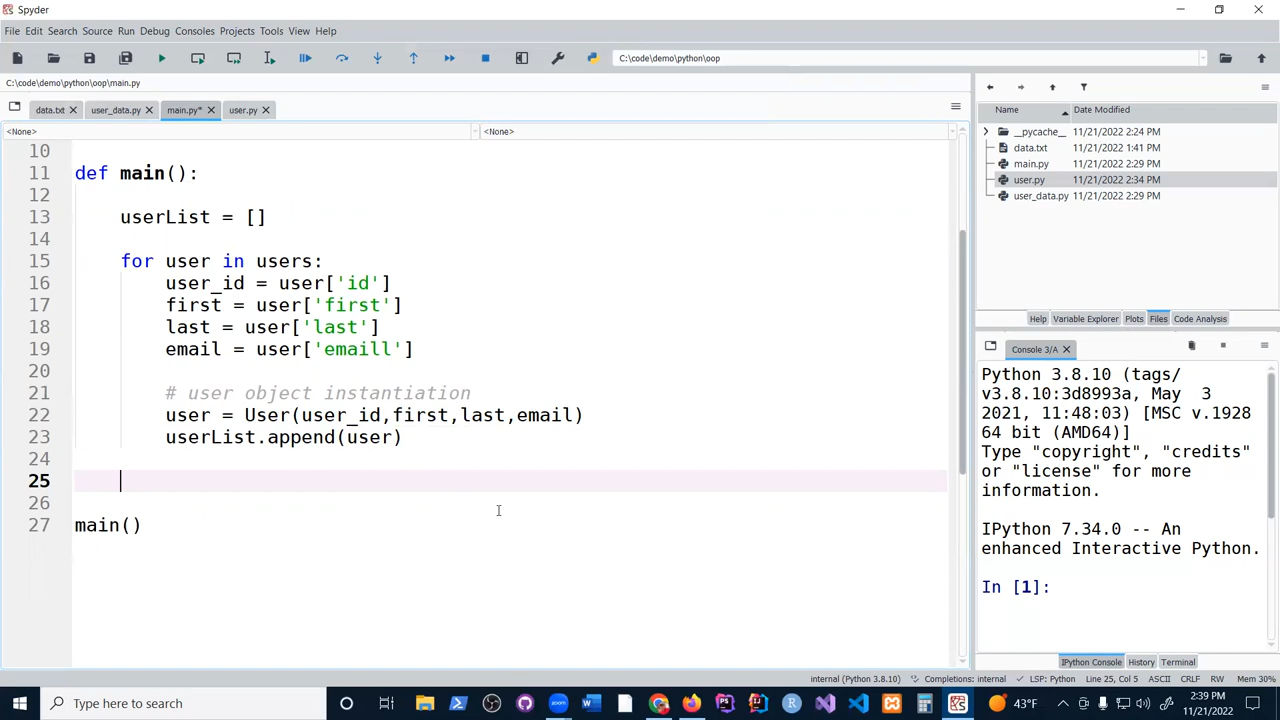 Spyder
File Edit Search Source Run Debug Consoles Projects Tools View Help
C:\code\demo\python\oop
C:\code\demo\python\oop\main.py
data.txt user_data.py main.py* user.py
<None> <None>
10
11 def main():
12
13 userList = []
14
15 for user in users:
16 user_id = user['id']
17 first = user['first']
18 last = user['last']
19 email = user['emaill']
20
21 # user object instantiation
22 user = User(user_id,first,last,email)
23 userList.append(user)
24
25
26
27 main()
Name Date Modified
__pycache__ 11/21/2022 2:24 PM
data.txt 11/21/2022 1:41 PM
main.py 11/21/2022 2:29 PM
user.py 11/21/2022 2:34 PM
user_data.py 11/21/2022 2:29 PM
Help Variable Explorer Plots Files Code Analysis
Console 3/A
Python 3.8.10 (tags/
v3.8.10:3d8993a, May 3
2021, 11:48:03) [MSC v.1928
64 bit (AMD64)]
Type "copyright", "credits"
or "license" for more
information.
IPython 7.34.0 -- An
enhanced Interactive Python.
In [1]:
IPython Console History Terminal
internal (Python 3.8.10) Completions: internal LSP: Python Line 25, Col 5 ASCII CRLF RW Mem 30%
Type here to search
43°F
2:39 PM
11/21/2022